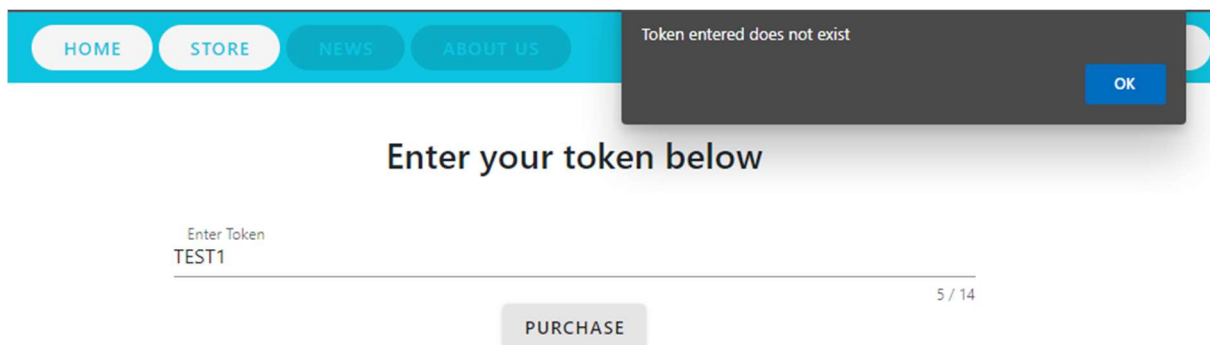 HOME STORE NEWS ABOUT US
Token entered does not exist
OK
Enter your token below
Enter Token
TEST1
5 / 14
PURCHASE